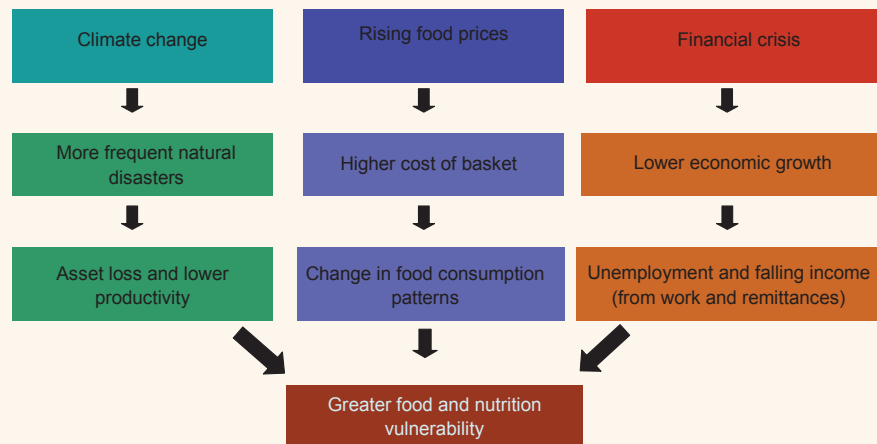 Climate change
Rising food prices
Financial crisis
More frequent natural
disasters
Higher cost of basket
Lower economic growth
Asset loss and lower
productivity
Change in food consumption
patterns
Unemployment and falling income
(from work and remittances)
Greater food and nutrition
vulnerability